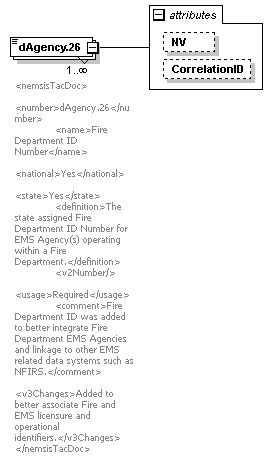 attributes
dAgency.26
NV
1..∞
CorrelationID
<nemsisTacDoc>
<number>dAgency.26</nu
mber>
<name>Fire
Department ID
Number</name>
<national>Yes</national>
<state>Yes</state>
<definition>The
state assigned Fire
Department ID Number for
EMS Agency(s) operating
within a Fire
Department.</definition>
<v2Number/>
<usage>Required</usage>
<comment>Fire
Department ID was added
to better integrate Fire
Department EMS Agencies
and linkage to other EMS
related data systems such as
NFIRS.</comment>
<v3Changes>Added to
better associate Fire and
EMS licensure and
operational
identifiers.</v3Changes>
</nemsisTacDoc>